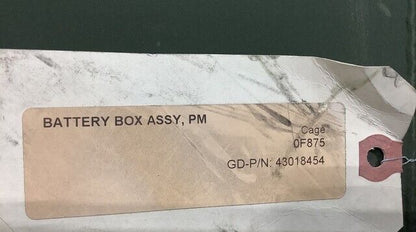 BATTERY BOX ASSY, PM
Cage
0F875
GD-P/N: 43018454